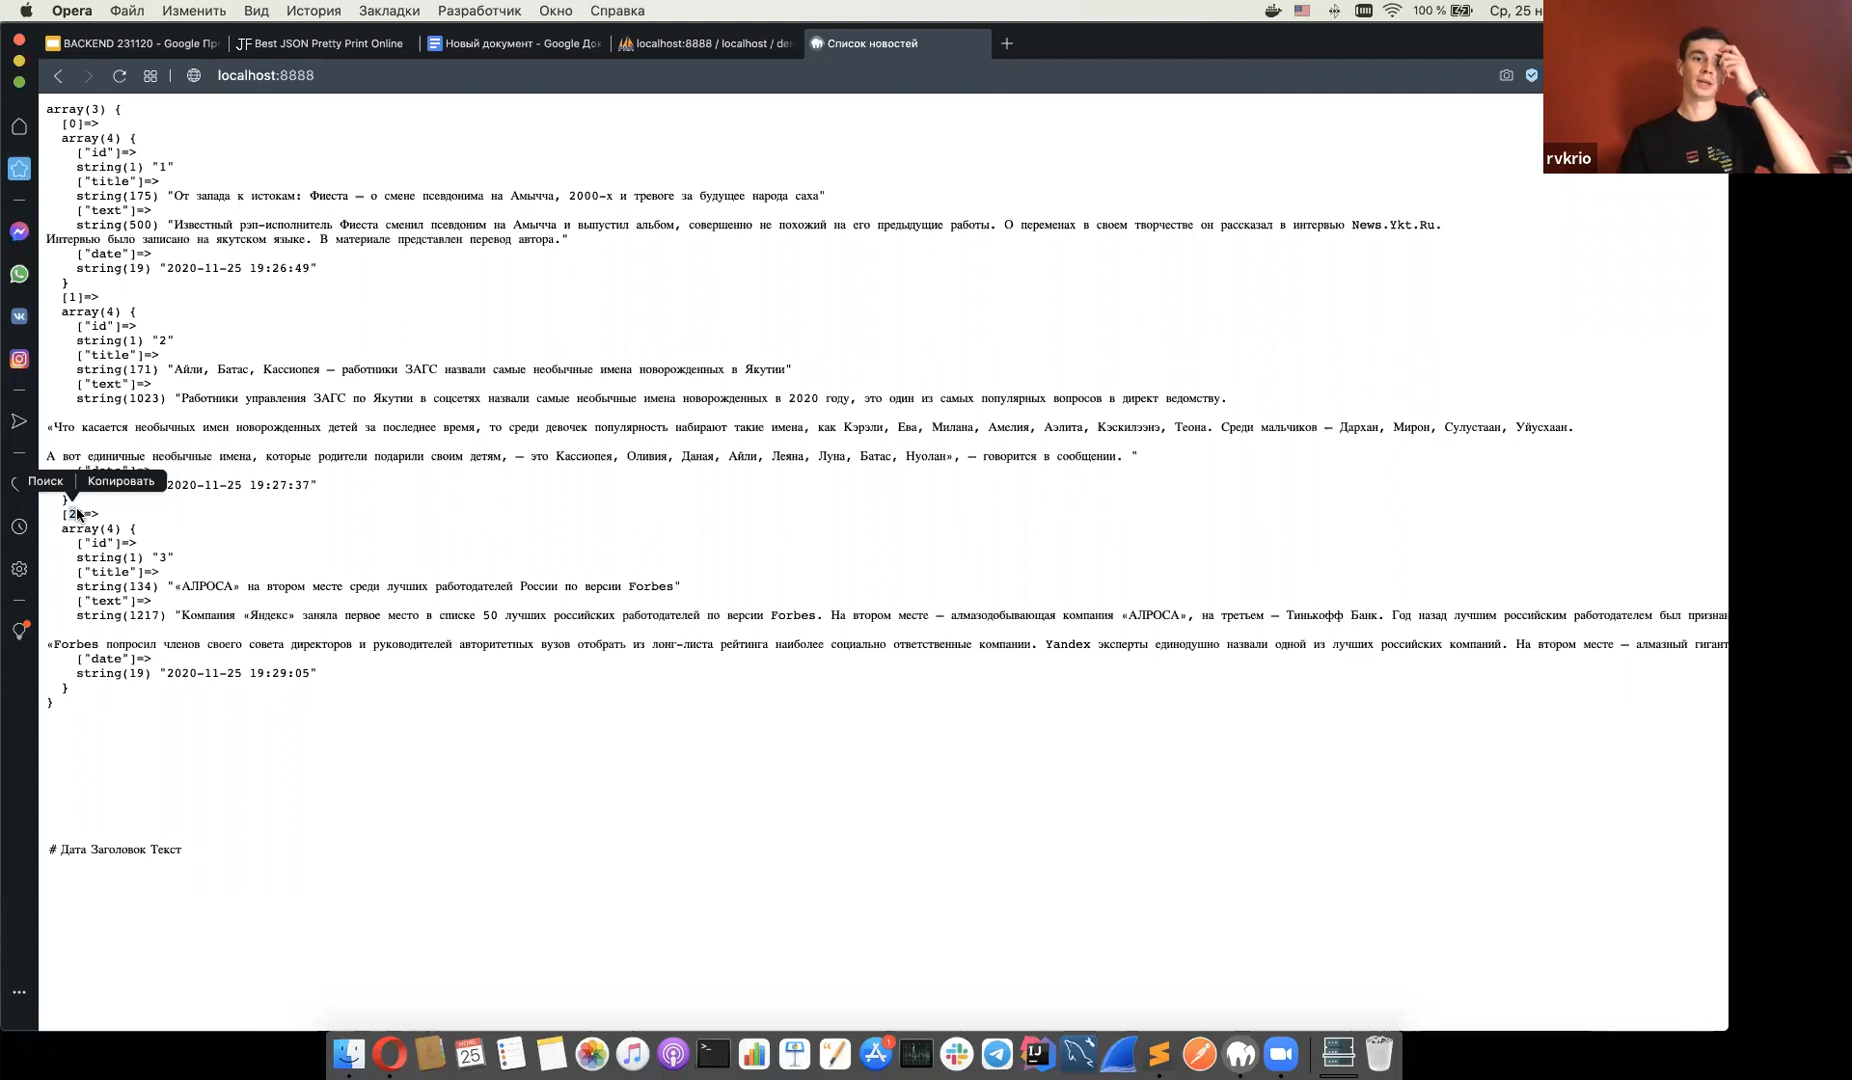 Opera Файл Изменить Вид История Закладки Разработчик Окно Справка 100 % Ср, 25 н
BACKEND 231120 - Google Пр Best JSON Pretty Print Online Новый документ - Google До localhost:8888 / localhost / de Список новостей
localhost:8888
rvkrio
array(3) {
[0]=>
array(4) {
["id"]=>
string(1) "1"
["title"]=>
string(175) "От запада к истокам: Фиеста — о смене псевдонима на Амычча, 2000-х и тревоге за будущее народа саха"
["text"]=>
string(500) "Известный рэп-исполнитель Фиеста сменил псевдоним на Амычча и выпустил альбом, совершенно не похожий на его предыдущие работы. О переменах в своем творчестве он рассказал в интервью News.Ykt.Ru.
Интервью было записано на якутском языке. В материале представлен перевод автора."
["date"]=>
string(19) "2020-11-25 19:26:49"
}
[1]=>
array(4) {
["id"]=>
string(1) "2"
["title"]=>
string(171) "Айли, Батас, Кассиопея — работники ЗАГС назвали самые необычные имена новорожденных в Якутии"
["text"]=>
string(1023) "Работники управления ЗАГС по Якутии в соцсетях назвали самые необычные имена новорожденных в 2020 году, это один из самых популярных вопросов в директ ведомству.
«Что касается необычных имен новорожденных детей за последнее время, то среди девочек популярность набирают такие имена, как Кэрэли, Ева, Милана, Амелия, Аэлита, Кэскилээнэ, Теона. Среди мальчиков — Дархан, Мирон, Сулустаан, Уйусхаан.
А вот единичные необычные имена, которые родители подарили своим детям, — это Кассиопея, Оливия, Даная, Айли, Леяна, Луна, Батас, Нуолан», — говорится в сообщении. "
Поиск Копировать 2020-11-25 19:27:37"
}
[2]=>
array(4) {
["id"]=>
string(1) "3"
["title"]=>
string(134) "«АЛРОСА» на втором месте среди лучших работодателей России по версии Forbes"
["text"]=>
string(1217) "Компания «Яндекс» заняла первое место в списке 50 лучших российских работодателей по версии Forbes. На втором месте — алмазодобывающая компания «АЛРОСА», на третьем — Тинькофф Банк. Год назад лучшим российским работодателем был признан
«Forbes попросил членов своего совета директоров и руководителей авторитетных вузов отобрать из лонг-листа рейтинга наиболее социально ответственные компании. Yandex эксперты единодушно назвали одной из лучших российских компаний. На втором месте — алмазный гигант
["date"]=>
string(19) "2020-11-25 19:29:05"
}
}
# Дата Заголовок Текст
25